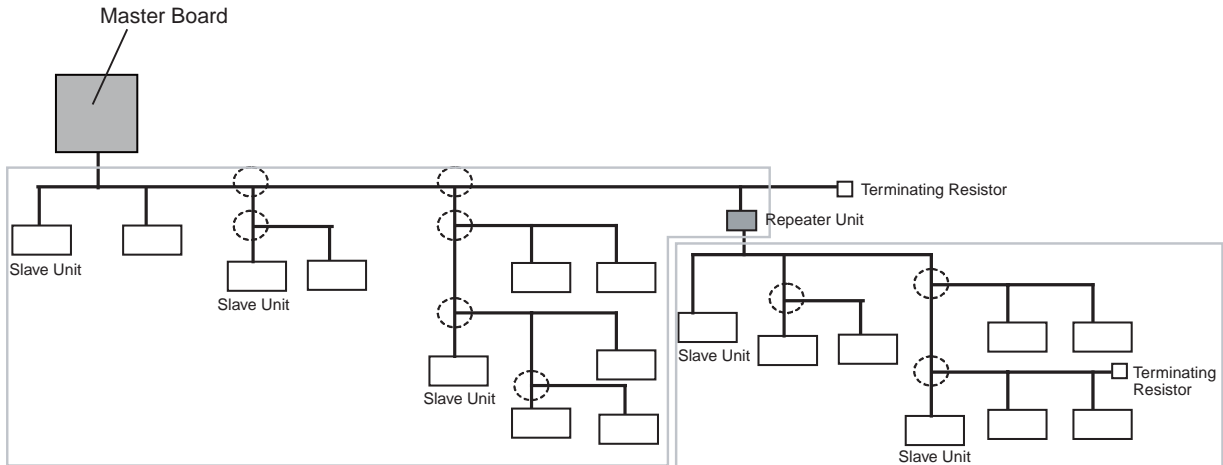 Master Board
Terminating Resistor
Repeater Unit
Slave Unit
Slave Unit
Slave Unit
Slave Unit
Terminating
Resistor
Slave Unit